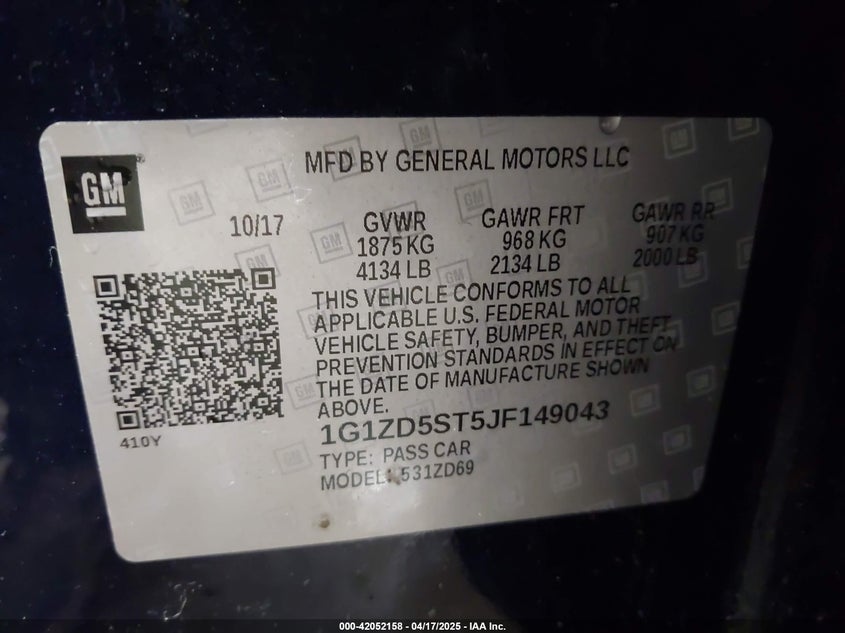 MFD BY GENERAL MOTORS LLC
GM
10/17
GVWR
1875 KG
4134 LB
GAWR FRT
968 KG
2134 LB
GAWR RR
907 KG
2000 LB
THIS VEHICLE CONFORMS TO ALL
APPLICABLE U.S. FEDERAL MOTOR
VEHICLE SAFETY, BUMPER, AND THEFT
PREVENTION STANDARDS IN EFFECT ON
THE DATE OF MANUFACTURE SHOWN
ABOVE.
410Y
1G1ZD5ST5JF149043
TYPE: PASS CAR
MODEL: 531ZD69
000-42052158 - 04/17/2025 - IAA Inc.